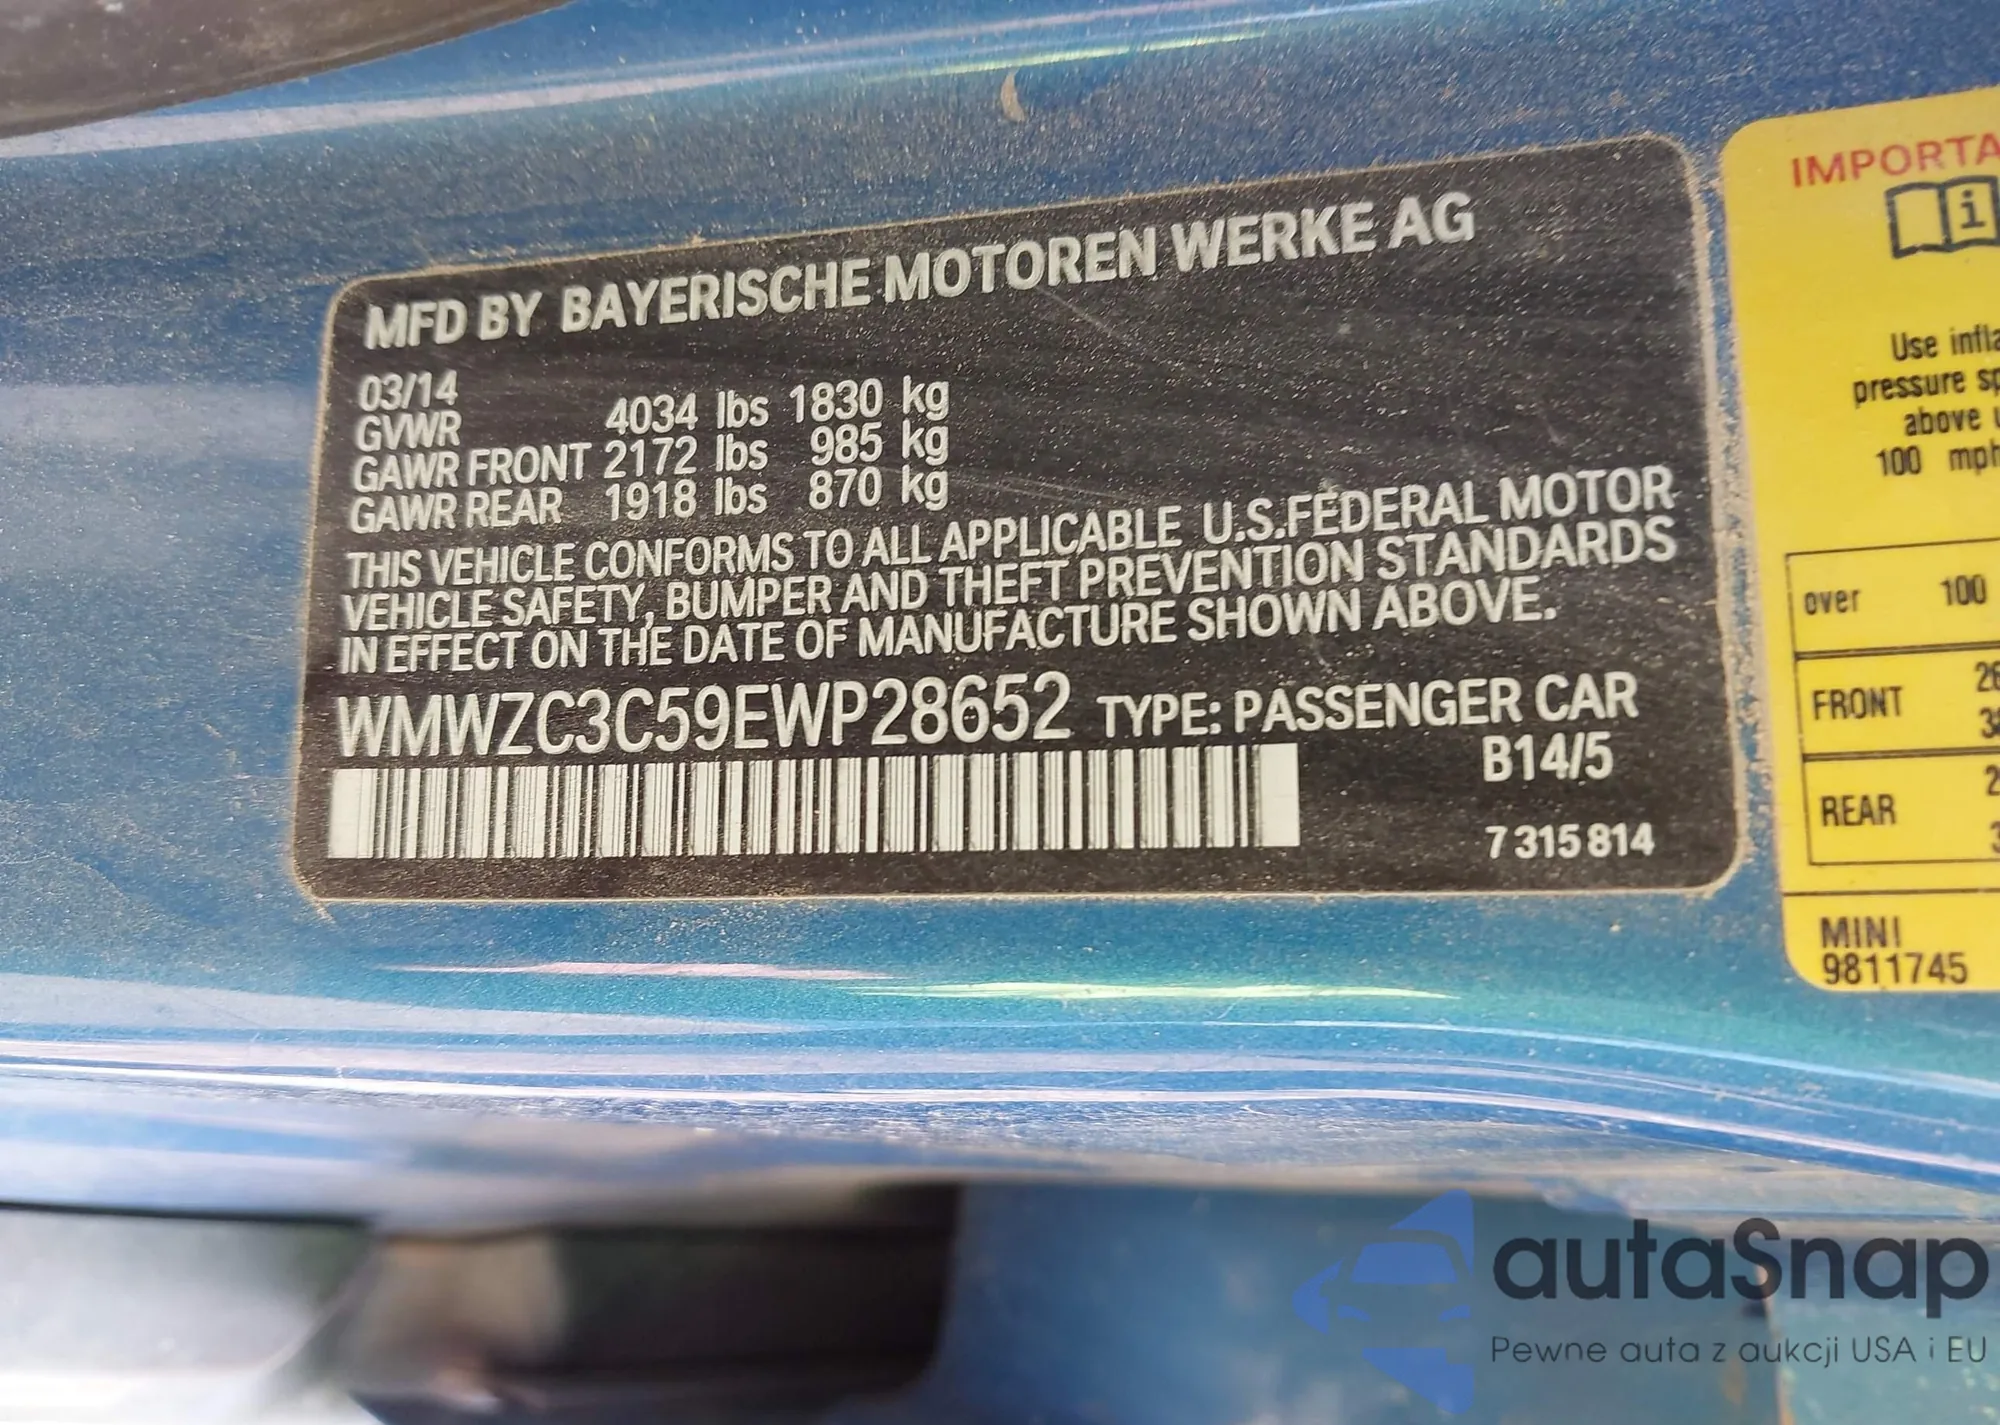 MFD BY BAYERISCHE MOTOREN WERKE AG
03/14
GVWR 4034 lbs 1830 kg
GAWR FRONT 2172 lbs 985 kg
GAWR REAR 1918 lbs 870 kg
THIS VEHICLE CONFORMS TO ALL APPLICABLE U.S.FEDERAL MOTOR
VEHICLE SAFETY, BUMPER AND THEFT PREVENTION STANDARDS
IN EFFECT ON THE DATE OF MANUFACTURE SHOWN ABOVE.
WMWZC3C59EWP28652 TYPE: PASSENGER CAR
B14/5
7 315 814
i
Use
pressure
above
100 mph
over 100
FRONT
REAR
MINI
9811745
autaSnap
Pewne auta z aukcji USA i EU